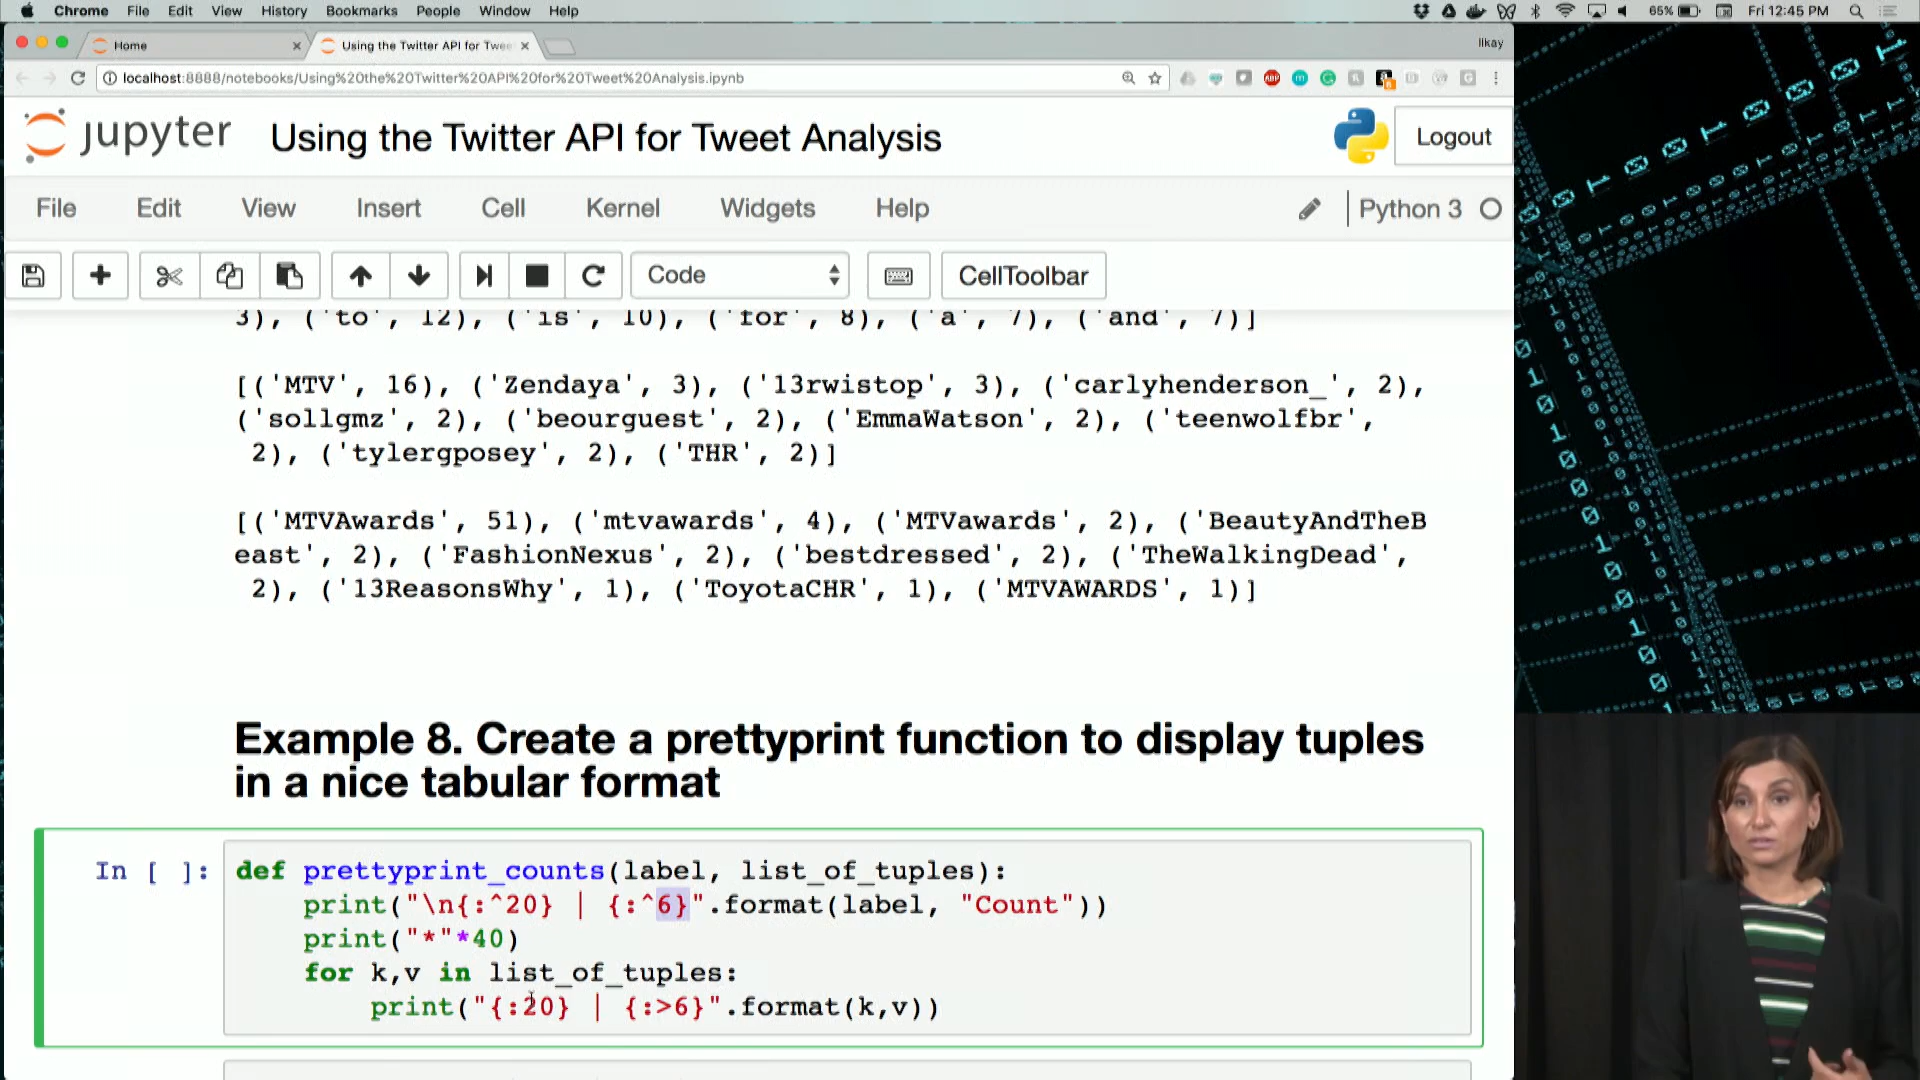 Chrome File Edit View History Bookmarks People Window Help 65% Fri 12:45 PM
Home Using the Twitter API for Twee Ilkay
localhost:8888/notebooks/Using%20the%20Twitter%20API%20for%20Tweet%20Analysis.ipynb
jupyter Using the Twitter API for Tweet Analysis Logout
File Edit View Insert Cell Kernel Widgets Help Python 3
Code CellToolbar
3), ('to', 12), ('is', 10), ('for', 8), ('a', 7), ('and', 7)]
[('MTV', 16), ('Zendaya', 3), ('13rwistop', 3), ('carlyhenderson_', 2),
('sollgmz', 2), ('beourguest', 2), ('EmmaWatson', 2), ('teenwolfbr',
2), ('tylergposey', 2), ('THR', 2)]
[('MTVAwards', 51), ('mtvawards', 4), ('MTVawards', 2), ('BeautyAndTheB
east', 2), ('FashionNexus', 2), ('bestdressed', 2), ('TheWalkingDead',
2), ('13ReasonsWhy', 1), ('ToyotaCHR', 1), ('MTVAWARDS', 1)]
Example 8. Create a prettyprint function to display tuples
in a nice tabular format
In [ ]: def prettyprint_counts(label, list_of_tuples):
print("\n{:^20} | {:^6}".format(label, "Count"))
print("*"*40)
for k,v in list_of_tuples:
print("{:20} | {:>6}".format(k,v))